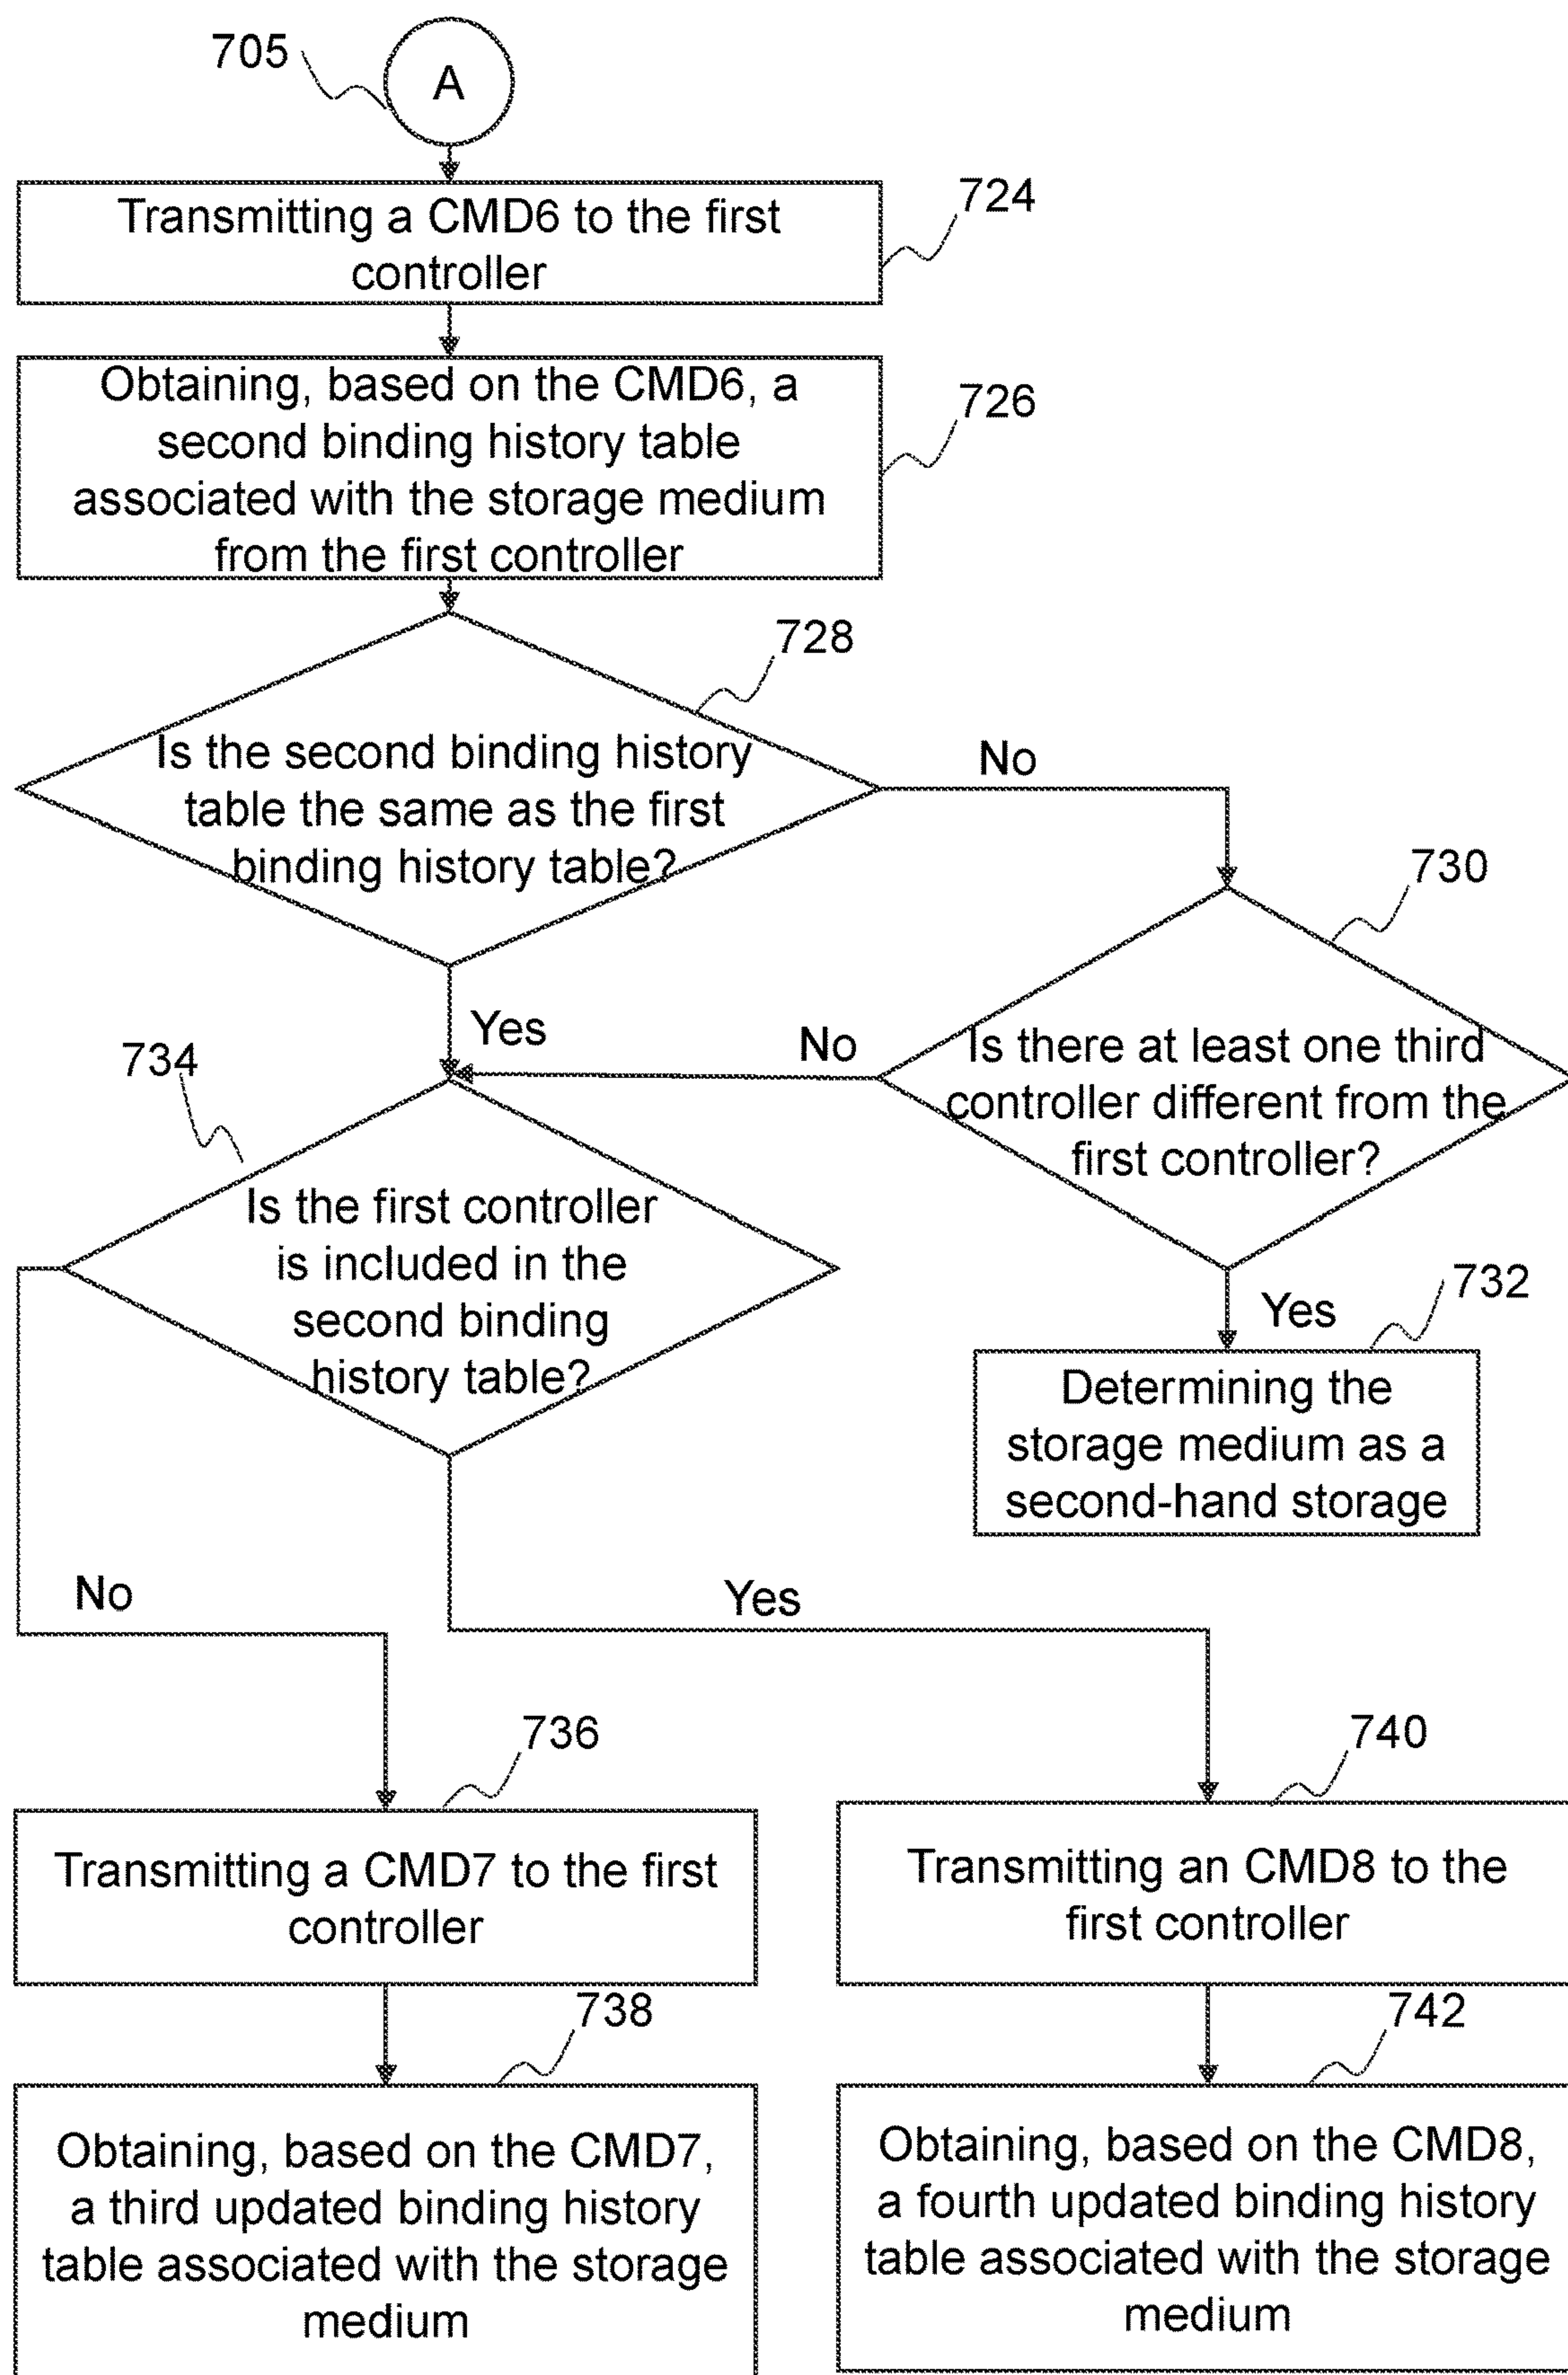 705
A
Transmitting a CMD6 to the first
controller
724
Obtaining, based on the CMD6, a
second binding history table
associated with the storage medium
from the first controller
726
728
Is the second binding history
table the same as the first
binding history table?
No
730
Yes
No
Is there at least one third
controller different from the
first controller?
734
Is the first controller
is included in the
second binding
history table?
Yes
732
Determining the
storage medium as a
second-hand storage
No
Yes
736
740
Transmitting a CMD7 to the first
controller
Transmitting an CMD8 to the
first controller
738
742
Obtaining, based on the CMD7,
a third updated binding history
table associated with the storage
medium
Obtaining, based on the CMD8,
a fourth updated binding history
table associated with the storage
medium